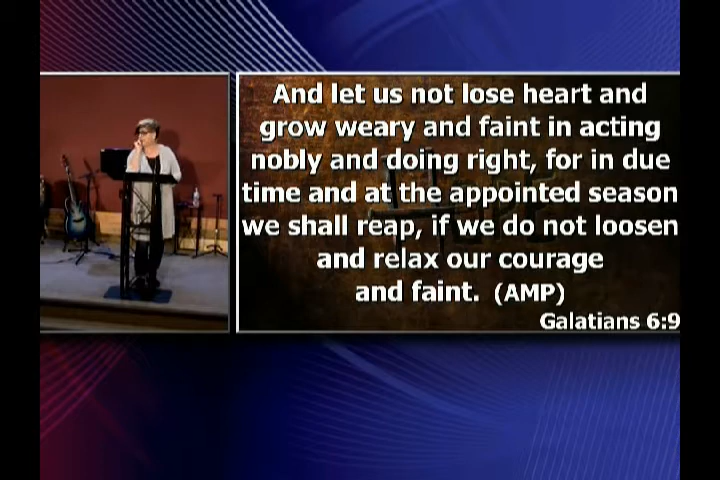 And let us not lose heart and
grow weary and faint in acting
nobly and doing right, for in due
time and at the appointed season
we shall reap, if we do not loosen
and relax our courage
and faint. (AMP)
Galatians 6:9